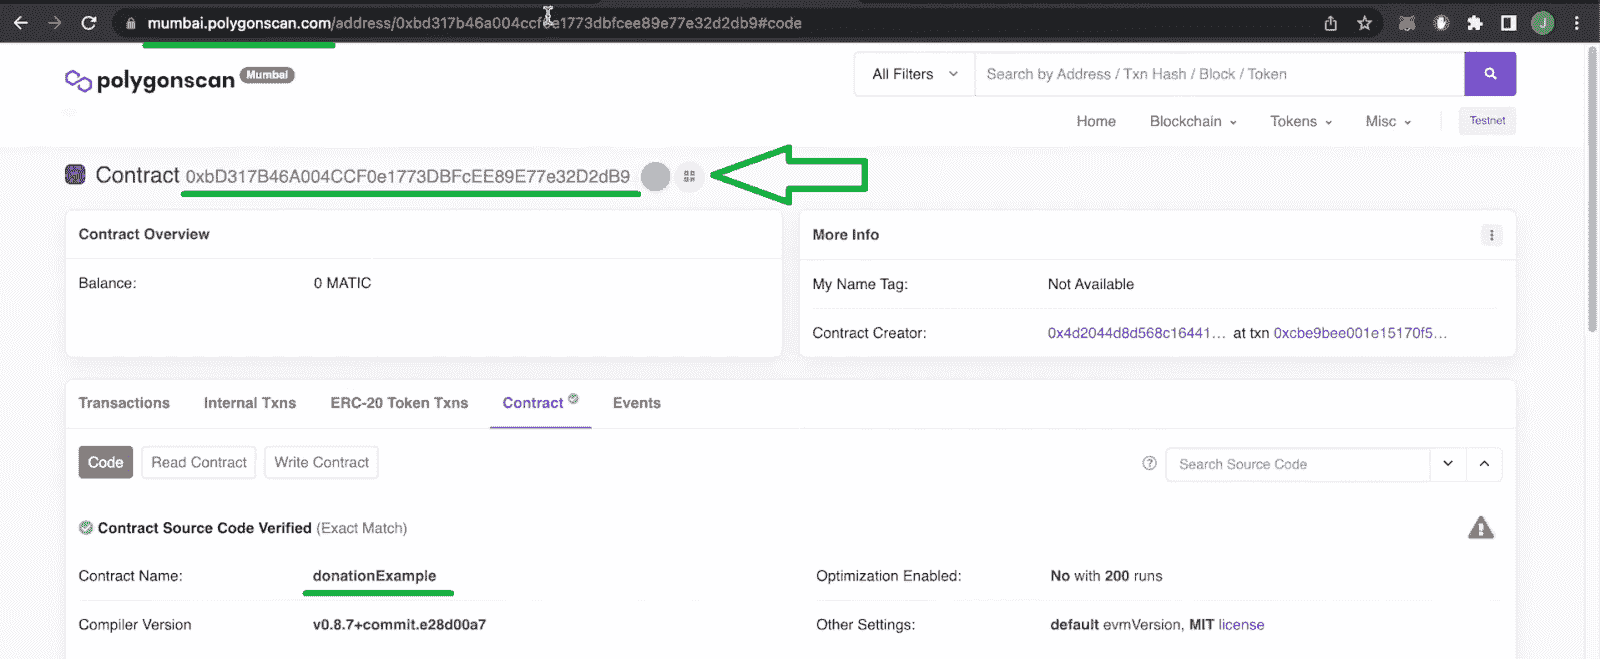 mumbai.polygonscan.com/address/0xbd317b46a004ccf0e1773dbfcee89e77e32d2db9#code
J
polygonscan Mumbai
All Filters Search by Address / Txn Hash / Block / Token
Home Blockchain Tokens Misc Testnet
Contract 0xbD317B46A004CCF0e1773DBFcEE89E77e32D2dB9
Contract Overview
Balance: 0 MATIC
More Info
My Name Tag: Not Available
Contract Creator: 0x4d2044d8d568c16441... at txn 0xcbe9bee001e15170f5...
Transactions Internal Txns ERC-20 Token Txns Contract Events
Code Read Contract Write Contract
Search Source Code
Contract Source Code Verified (Exact Match)
Contract Name: donationExample Optimization Enabled: No with 200 runs
Compiler Version v0.8.7+commit.e28d00a7 Other Settings: default evmVersion, MIT license